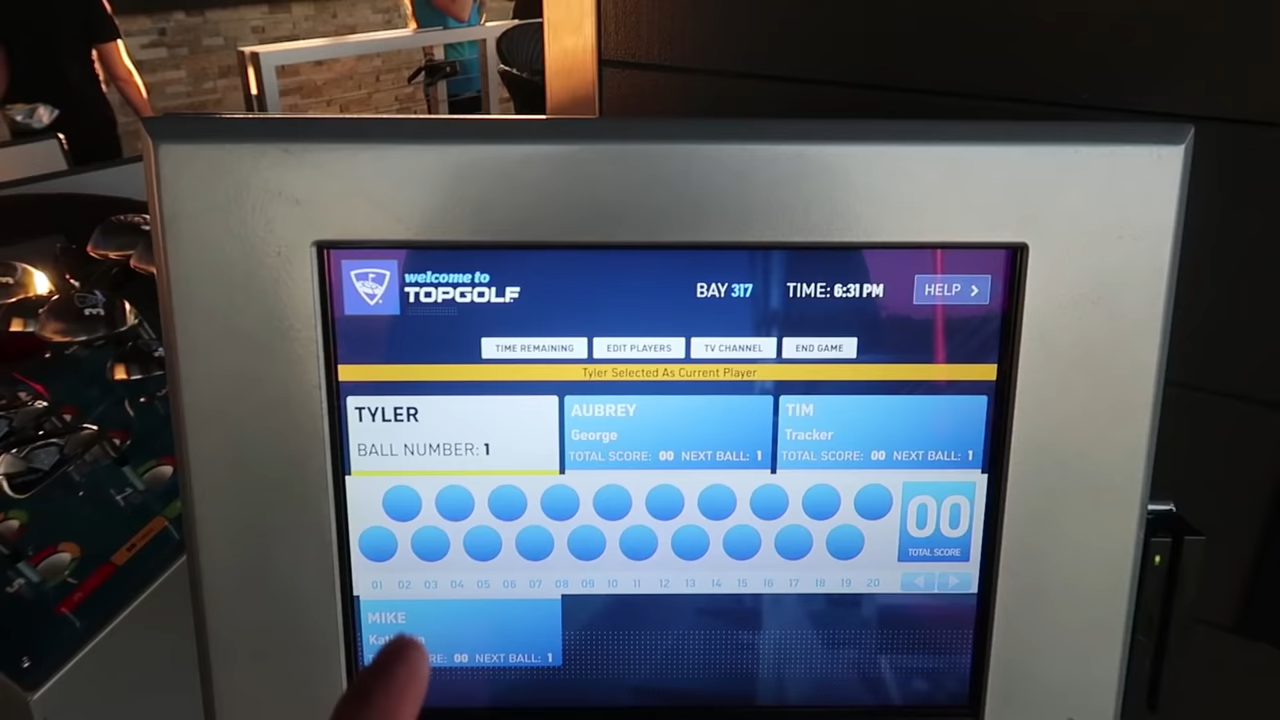 welcome to
TOPGOLF
BAY 317
TIME: 6:31 PM
HELP >
TIME REMAINING
EDIT PLAYERS
TV CHANNEL
END GAME
Tyler Selected As Current Player
TYLER
BALL NUMBER: 1
AUBREY
George
TOTAL SCORE: 00 NEXT BALL: 1
TIM
Tracker
TOTAL SCORE: 00 NEXT BALL: 1
00
TOTAL SCORE
01 02 03 04 05 06 07 08 09 10 11 12 13 14 15 16 17 18 19 20
MIKE
00 NEXT BALL: 1